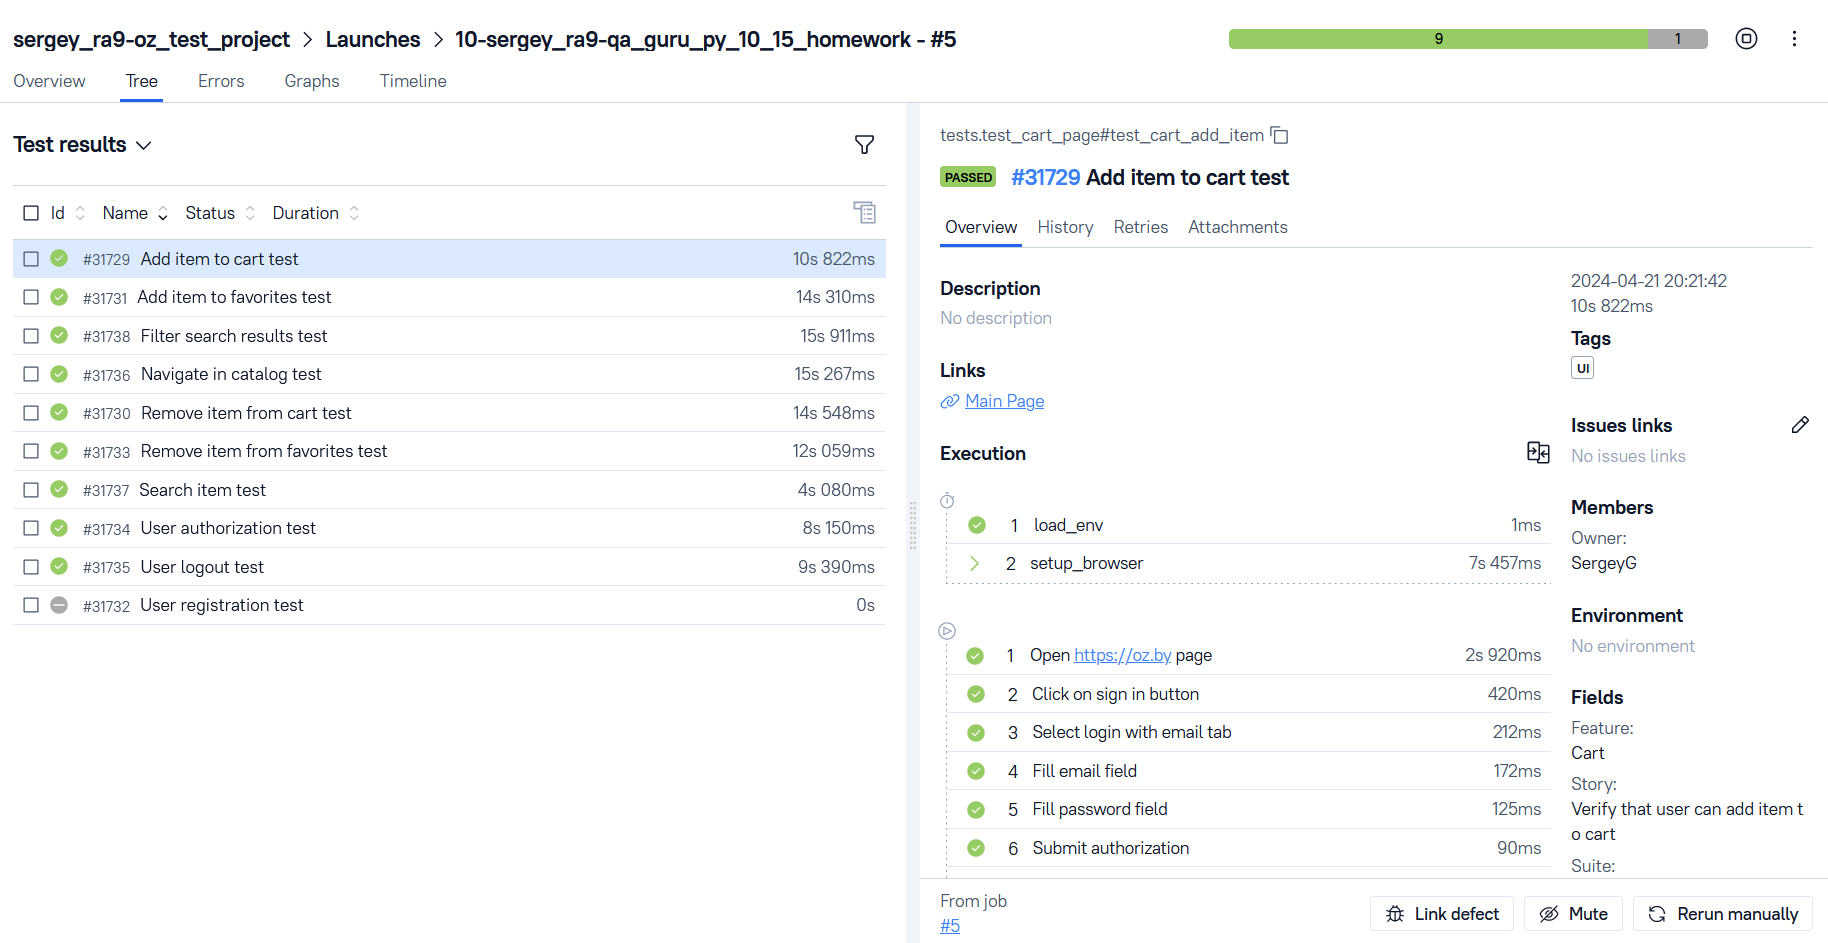 sergey_ra9-oz_test_project > Launches > 10-sergey_ra9-qa_guru_py_10_15_homework - #5
9
1
Overview Tree Errors Graphs Timeline
Test results
Id Name Status Duration
#31729 Add item to cart test 10s 822ms
#31731 Add item to favorites test 14s 310ms
#31738 Filter search results test 15s 911ms
#31736 Navigate in catalog test 15s 267ms
#31730 Remove item from cart test 14s 548ms
#31733 Remove item from favorites test 12s 059ms
#31737 Search item test 4s 080ms
#31734 User authorization test 8s 150ms
#31735 User logout test 9s 390ms
#31732 User registration test 0s
tests.test_cart_page#test_cart_add_item
PASSED #31729 Add item to cart test
Overview History Retries Attachments
Description
No description
Links
Main Page
Execution
1 load_env 1ms
2 setup_browser 7s 457ms
1 Open https://oz.by page 2s 920ms
2 Click on sign in button 420ms
3 Select login with email tab 212ms
4 Fill email field 172ms
5 Fill password field 125ms
6 Submit authorization 90ms
2024-04-21 20:21:42
10s 822ms
Tags
UI
Issues links
No issues links
Members
Owner:
SergeyG
Environment
No environment
Fields
Feature:
Cart
Story:
Verify that user can add item t
o cart
Suite:
From job
#5
Link defect
Mute
Rerun manually